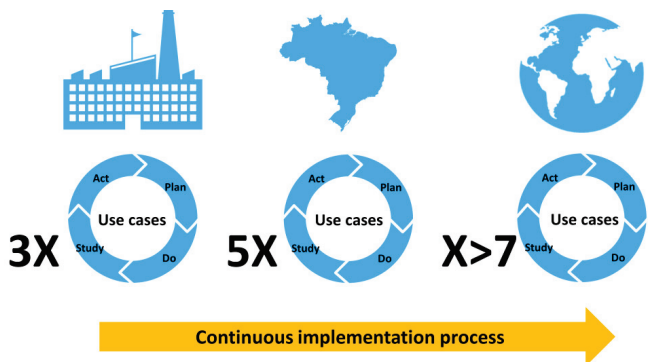 Act
Plan
Use cases
3X
Study
Do
Act
Plan
Use cases
5X
Study
Do
Act
Plan
Use cases
X>7
Study
Do
Continuous implementation process